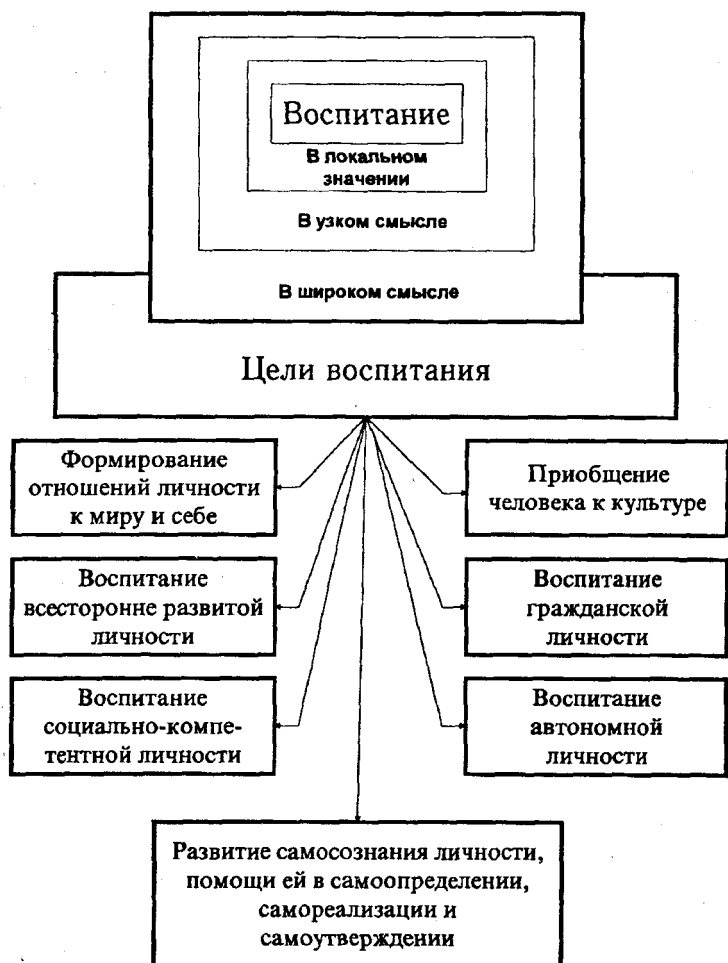 Воспитание
В локальном
значении
В узком смысле
В широком смысле
Цели воспитания
Формирование
отношений личности
к миру и себе
Приобщение
человека к культуре
Воспитание
всесторонне развитой
личности
Воспитание
гражданской
личности
Воспитание
социально-компе-
тентной личности
Воспитание
автономной
личности
Развитие самосознания личности,
помощи ей в самоопределении,
самореализации и
самоутверждении